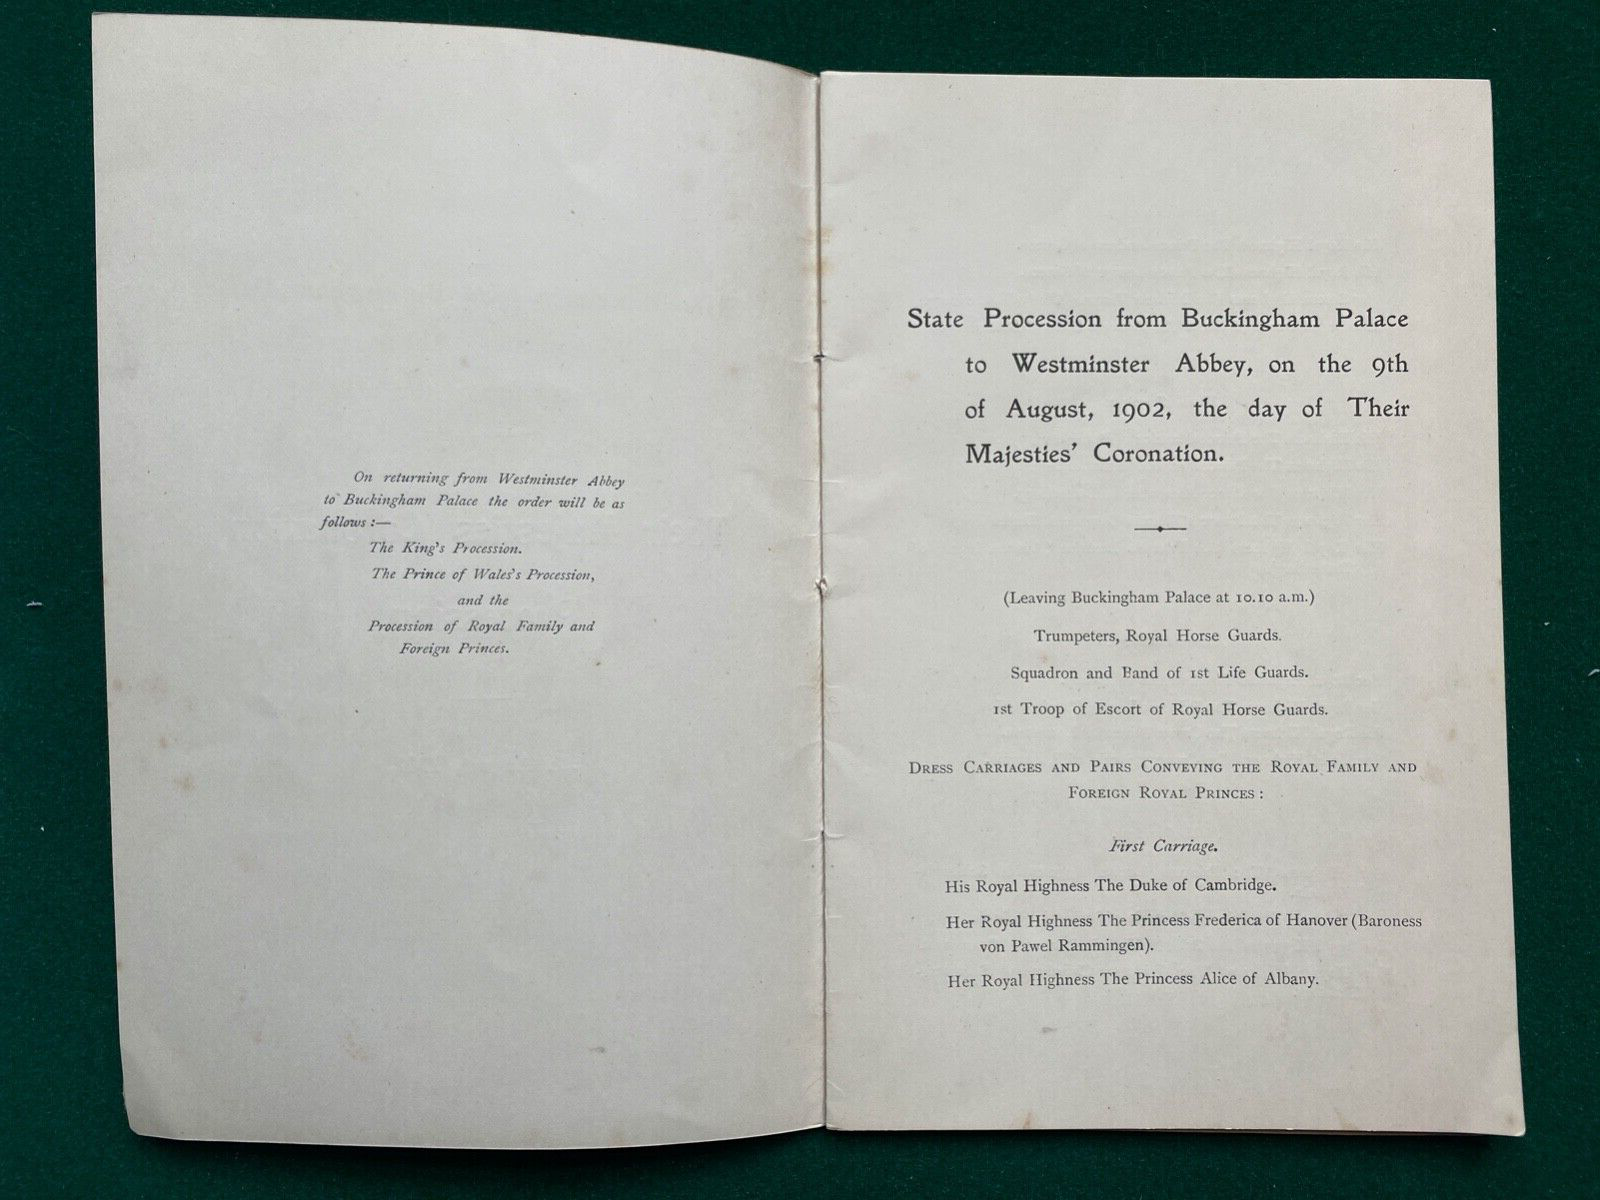 On returning from Westminster Abbey
to Buckingham Palace the order will be as
follows :—
The King's Procession.
The Prince of Wales's Procession,
and the
Procession of Royal Family and
Foreign Princes.
State Procession from Buckingham Palace
to Westminster Abbey, on the 9th
of August, 1902, the day of Their
Majesties' Coronation.
(Leaving Buckingham Palace at 10.10 a.m.)
Trumpeters, Royal Horse Guards.
Squadron and Band of 1st Life Guards.
1st Troop of Escort of Royal Horse Guards.
Dress Carriages and Pairs Conveying the Royal Family and
Foreign Royal Princes :
First Carriage.
His Royal Highness The Duke of Cambridge.
Her Royal Highness The Princess Frederica of Hanover (Baroness
von Pawel Rammingen).
Her Royal Highness The Princess Alice of Albany.